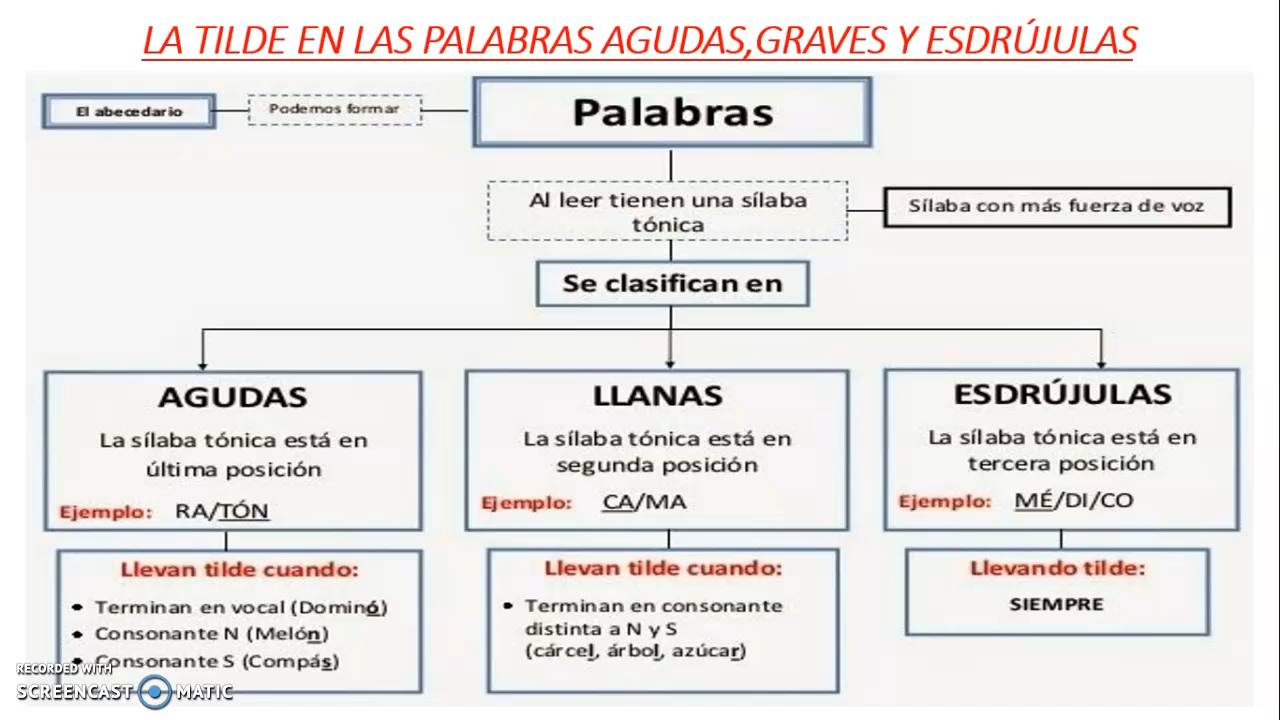 LA TILDE EN LAS PALABRAS AGUDAS,GRAVES Y ESDRÚJULAS
El abecedario
Podemos formar
Palabras
Al leer tienen una sílaba
tónica
Sílaba con más fuerza de voz
Se clasifican en
AGUDAS
La sílaba tónica está en
última posición
Ejemplo: RA/TÓN
LLANAS
La sílaba tónica está en
segunda posición
Ejemplo: CA/MA
ESDRÚJULAS
La sílaba tónica está en
tercera posición
Ejemplo: MÉ/DI/CO
Llevan tilde cuando:
• Terminan en vocal (Dominó)
• Consonante N (Melón)
• Consonante S (Compás)
Llevan tilde cuando:
• Terminan en consonante
distinta a N y S
(cárcel, árbol, azúcar)
Llevando tilde:
SIEMPRE
RECORDED WITH
SCREENCAST MATIC